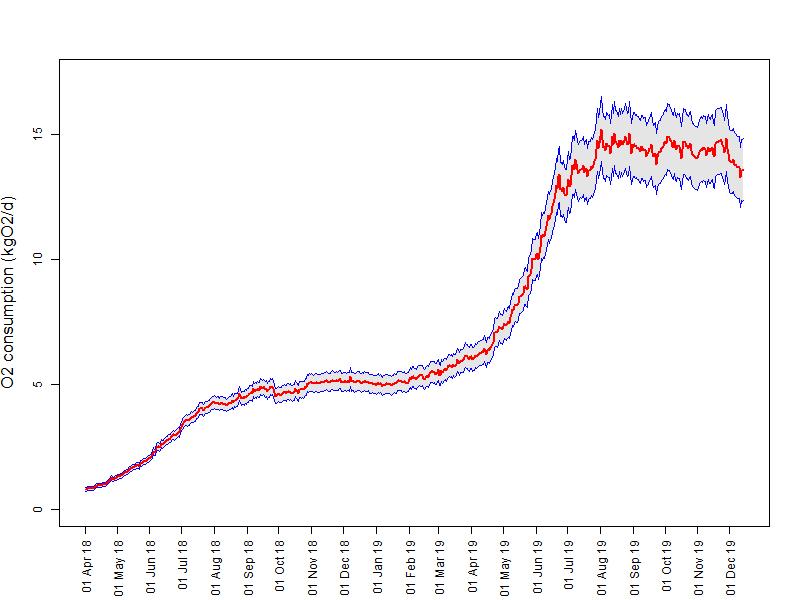 O2 consumption (kgO2/d)
15
10
5
0
01 Apr 18
01 May 18
01 Jun 18
01 Jul 18
01 Aug 18
01 Sep 18
01 Oct 18
01 Nov 18
01 Dec 18
01 Jan 19
01 Feb 19
01 Mar 19
01 Apr 19
01 May 19
01 Jun 19
01 Jul 19
01 Aug 19
01 Sep 19
01 Oct 19
01 Nov 19
01 Dec 19